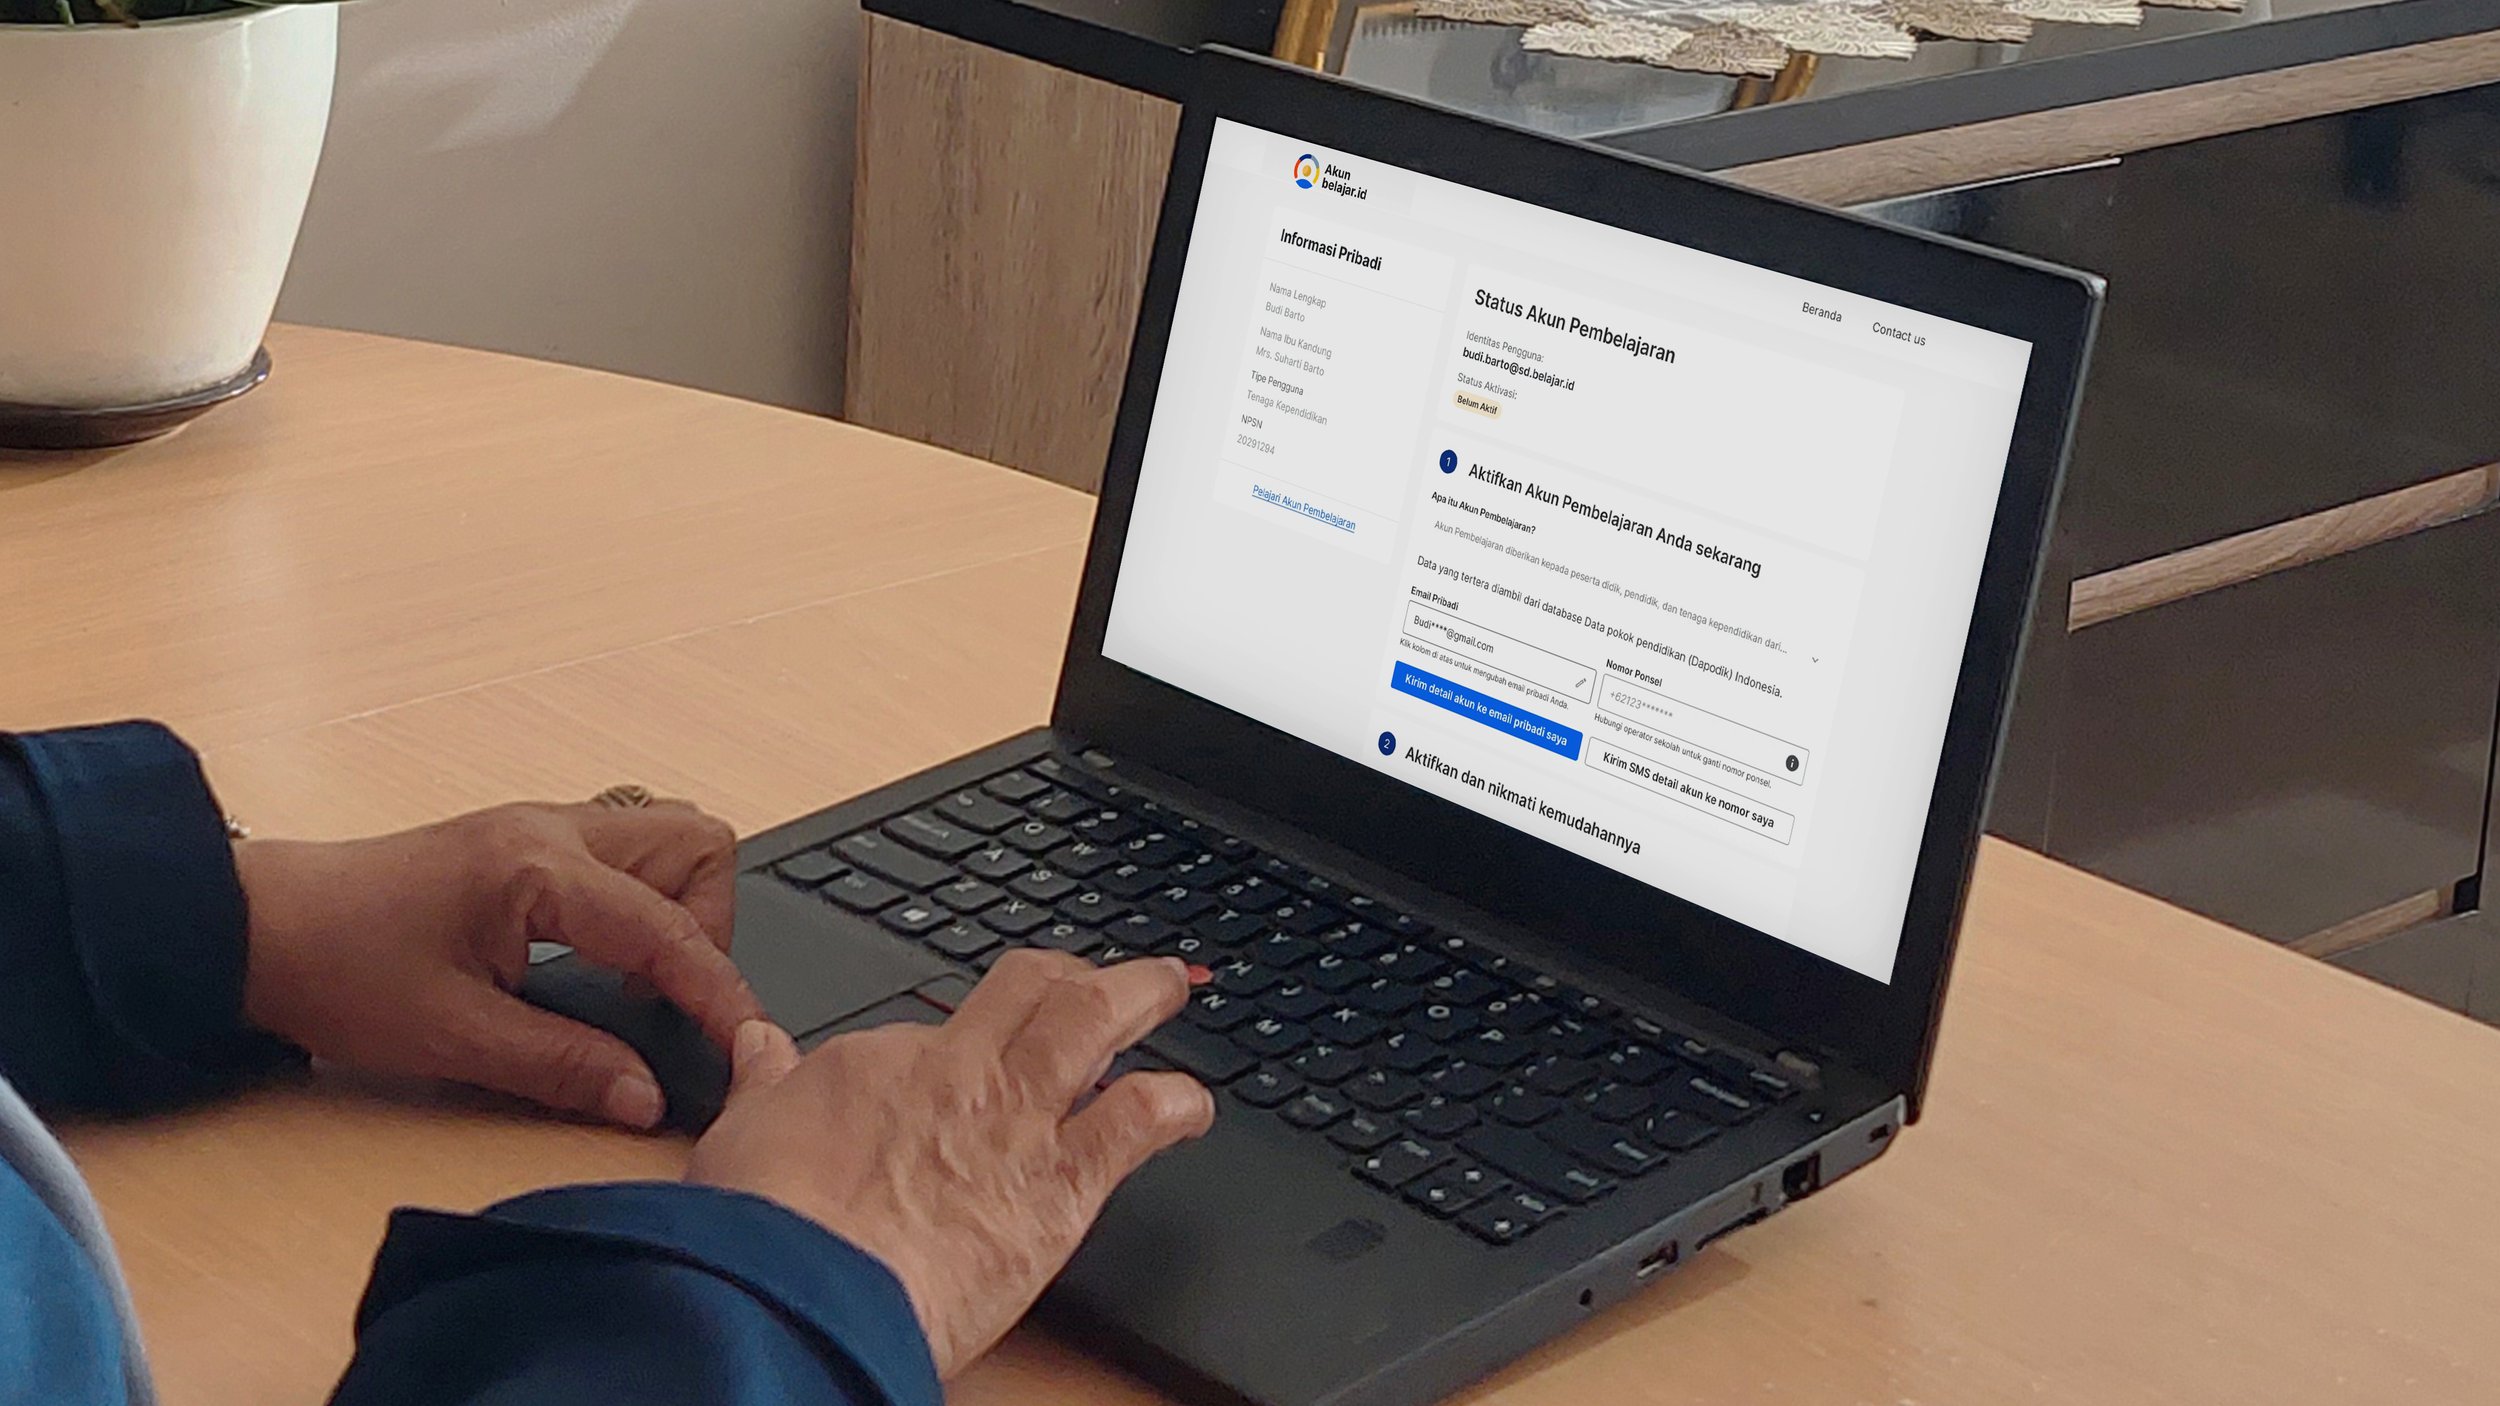 Akun
belajar.id
Beranda
Contact us
Informasi Pribadi
Nama Lengkap
Budi Barto
Nama Ibu Kandung
Mrs. Suharti Barto
Tipe Pengguna
Tenaga Kependidikan
NPSN
20291294
Pelajari Akun Pembelajaran
Status Akun Pembelajaran
Identitas Pengguna:
budi.barto@sd.belajar.id
Status Aktivasi:
Belum Aktif
1 Aktifkan Akun Pembelajaran Anda sekarang
Apa itu Akun Pembelajaran?
Akun Pembelajaran diberikan kepada peserta didik, pendidik, dan tenaga kependidikan dari...
Data yang tertera diambil dari database Data pokok pendidikan (Dapodik) Indonesia.
Email Pribadi
Budi****@gmail.com
Klik kolom di atas untuk mengubah email pribadi Anda.
Kirim detail akun ke email pribadi saya
Nomor Ponsel
+62123*******
Hubungi operator sekolah untuk ganti nomor ponsel.
Kirim SMS detail akun ke nomor saya
2 Aktifkan dan nikmati kemudahannya